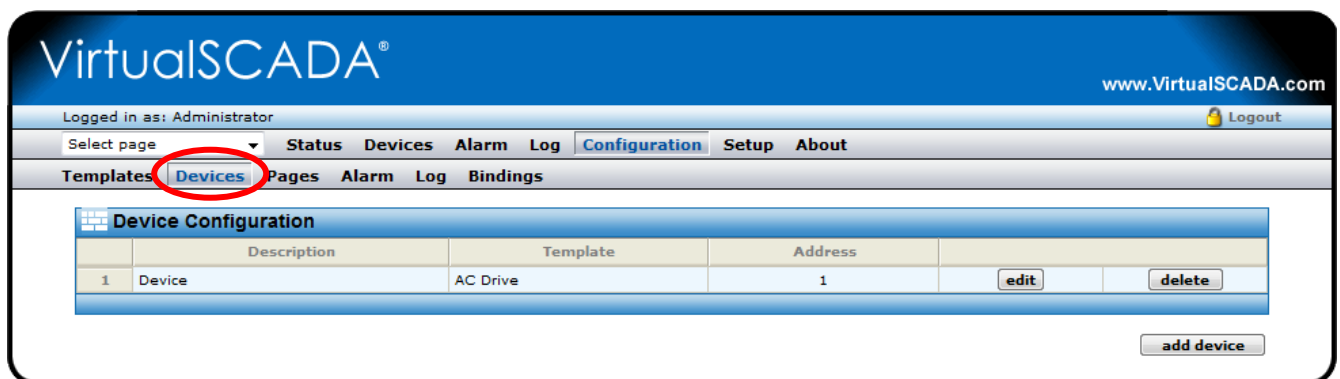 VirtualSCADA®
www.VirtualSCADA.com
Logged in as: Administrator Logout
Select page Status Devices Alarm Log Configuration Setup About
Templates Devices Pages Alarm Log Bindings
Device Configuration
Description Template Address
1 Device AC Drive 1 edit delete
add device